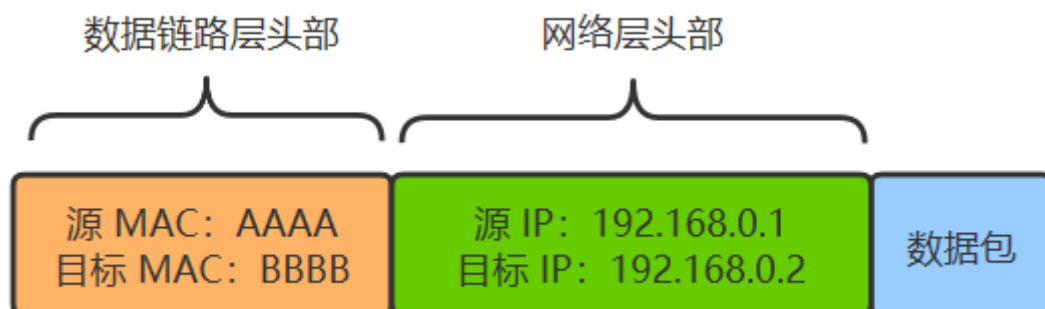 数据链路层头部
网络层头部
源 MAC：AAAA
目标 MAC：BBBB
源 IP：192.168.0.1
目标 IP：192.168.0.2
数据包